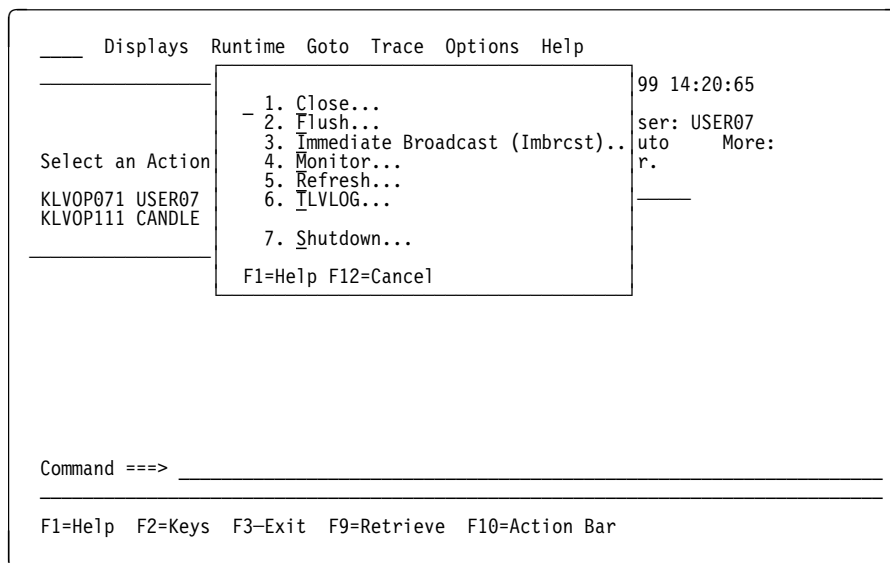 ____ Displays Runtime Goto Trace Options Help
99 14:20:65
_ 1. Close...
2. Flush... ser: USER07
3. Immediate Broadcast (Imbrcst).. uto More:
Select an Action 4. Monitor... r.
5. Refresh...
KLVOP071 USER07 6. TLVLOG...
KLVOP111 CANDLE
7. Shutdown...
F1=Help F12=Cancel
Command ===> 
F1=Help F2=Keys F3—Exit F9=Retrieve F10=Action Bar